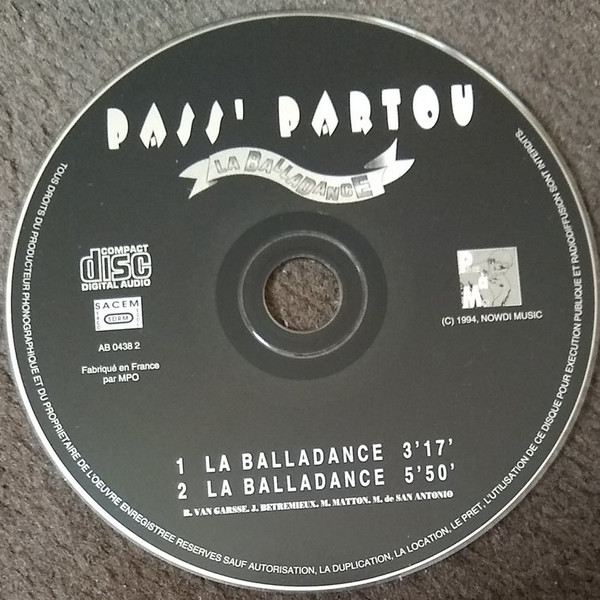 PASS' PARTOU
LA BALLADANCE
COMPACT
disc
DIGITAL AUDIO
SACEM
SDRM
AB 0438 2
Fabriqué en France
par MPO
(C) 1994, NOWDI MUSIC
1 LA BALLADANCE 3'17'
2 LA BALLADANCE 5'50'
B. VAN GARSSE. J. BETREMIEUX. M. MATTON. M. de SAN ANTONIO
TOUS DROITS DU PRODUCTEUR PHONOGRAPHIQUE ET DU PROPRIETAIRE DE L'OEUVRE ENREGISTREE RESERVES SAUF AUTORISATION, LA DUPLICATION, LA LOCATION, LE PRET, L'UTILISATION DE CE DISQUE POUR EXECUTION PUBLIQUE ET RADIODIFFUSION SONT INTERDITS